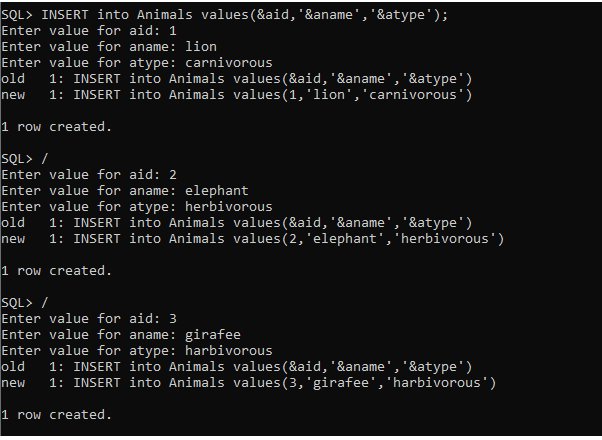 SQL> INSERT into Animals values(&aid,'&aname','&atype');
Enter value for aid: 1
Enter value for aname: lion
Enter value for atype: carnivorous
old   1: INSERT into Animals values(&aid,'&aname','&atype')
new   1: INSERT into Animals values(1,'lion','carnivorous')
1 row created.
SQL> /
Enter value for aid: 2
Enter value for aname: elephant
Enter value for atype: herbivorous
old   1: INSERT into Animals values(&aid,'&aname','&atype')
new   1: INSERT into Animals values(2,'elephant','herbivorous')
1 row created.
SQL> /
Enter value for aid: 3
Enter value for aname: girafee
Enter value for atype: harbivorous
old   1: INSERT into Animals values(&aid,'&aname','&atype')
new   1: INSERT into Animals values(3,'girafee','harbivorous')
1 row created.